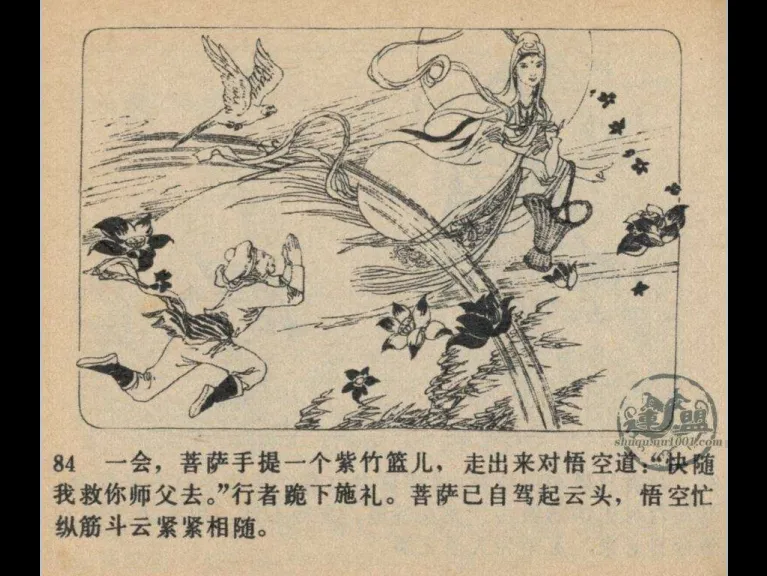 shuquzu1001.com
84 一会，菩萨手提一个紫竹篮儿，走出来对悟空道：“快随
我救你师父去。”行者跪下施礼。菩萨已自驾起云头，悟空忙
纵筋斗云紧紧相随。